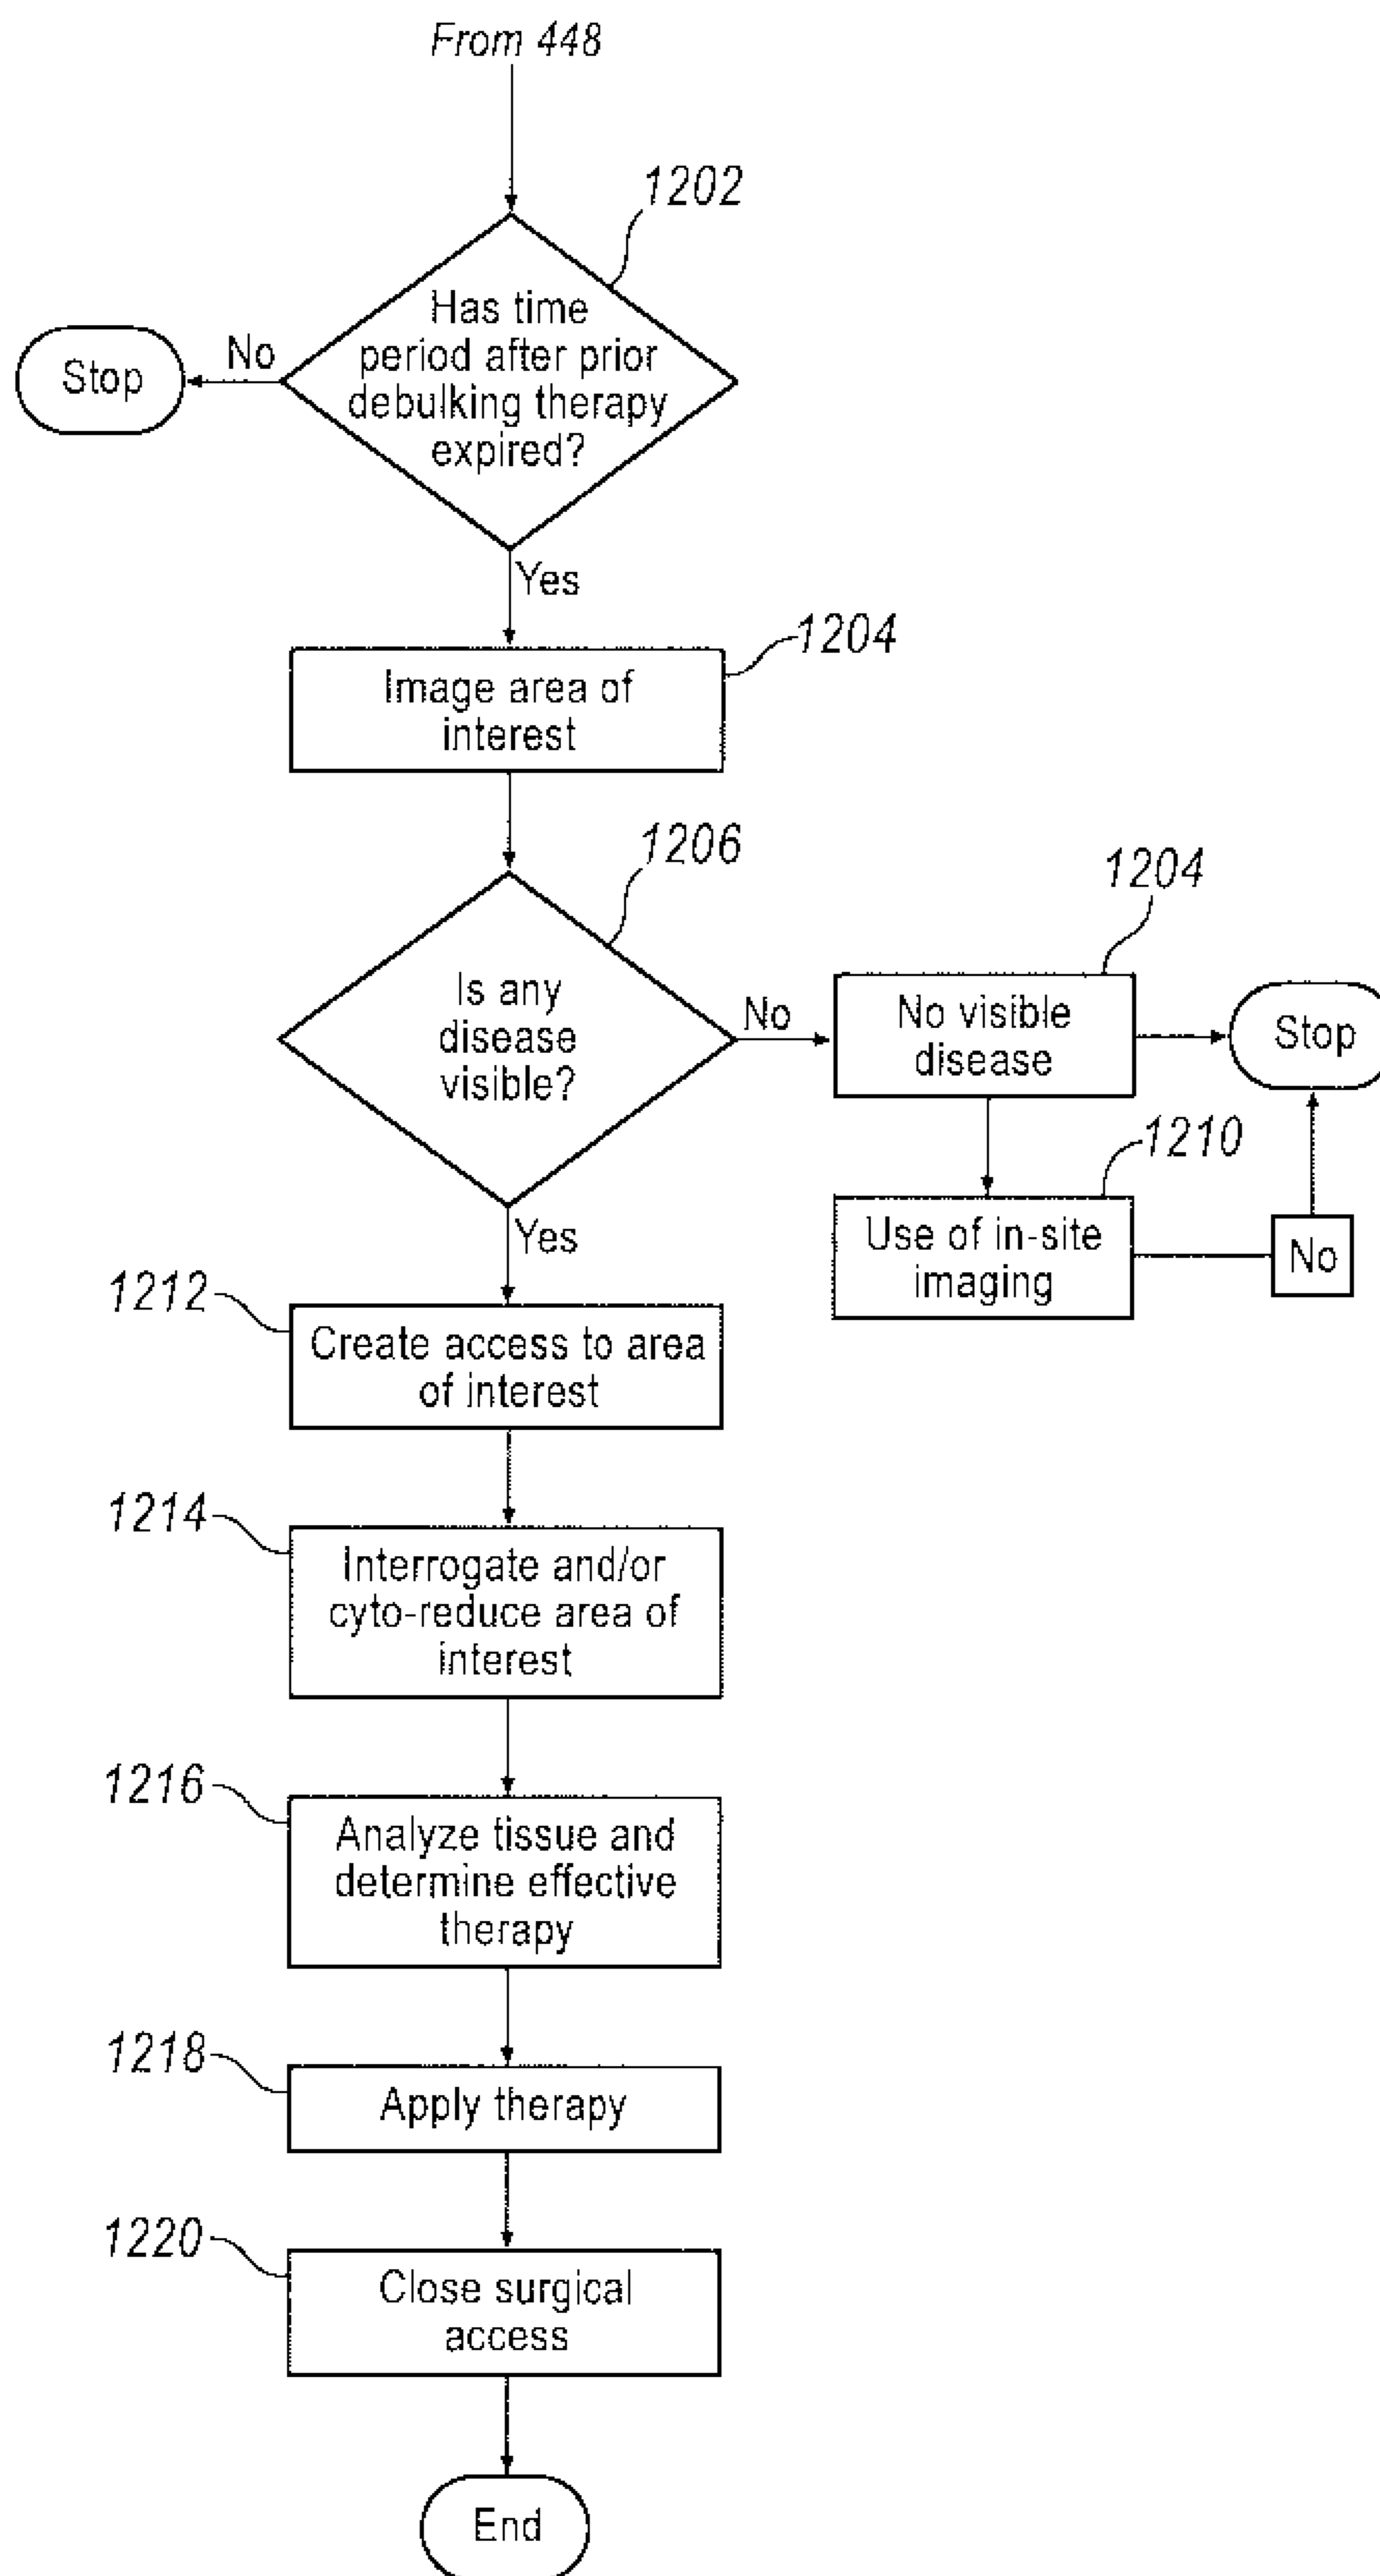 From 448
1202
Has time
period after prior
debulking therapy
expired?
No
Stop
Yes
1204
Image area of
interest
1206
Is any
disease
visible?
No
1204
No visible
disease
Stop
1210
Use of in-site
imaging
No
Yes
1212
Create access to area
of interest
1214
Interrogate and/or
cyto-reduce area of
interest
1216
Analyze tissue and
determine effective
therapy
1218
Apply therapy
1220
Close surgical
access
End